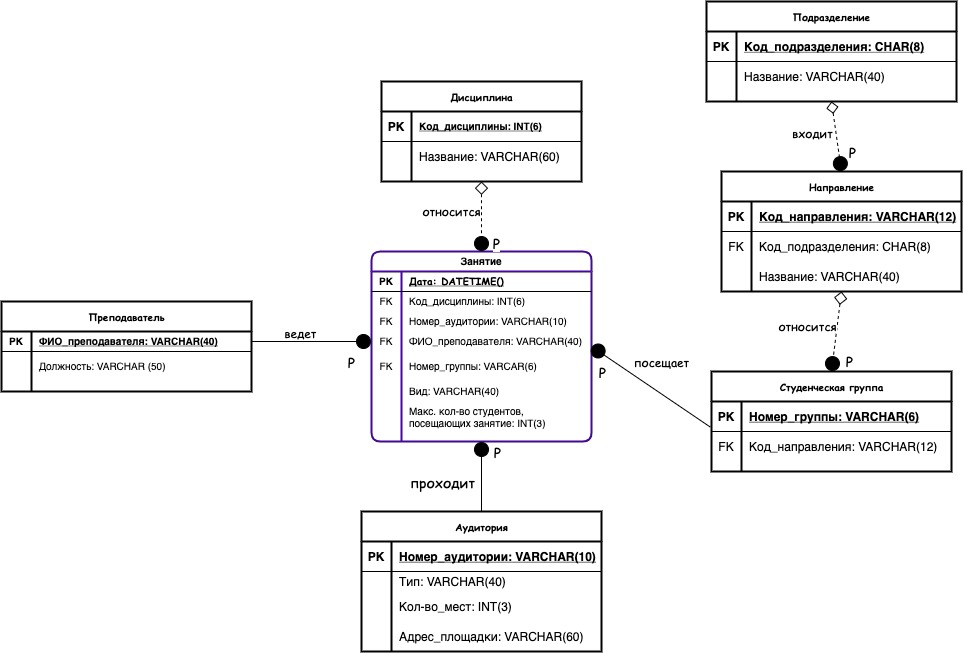 Подразделение
PK Код_подразделения: CHAR(8)
Название: VARCHAR(40)
входит
P
Дисциплина
PK Код_дисциплины: INT(6)
Название: VARCHAR(60)
относится
P
Направление
PK Код_направления: VARCHAR(12)
FK Код_подразделения: CHAR(8)
Название: VARCHAR(40)
относится
P
Занятие
PK Дата: DATETIME()
FK Код_дисциплины: INT(6)
FK Номер_аудитории: VARCHAR(10)
FK ФИО_преподавателя: VARCHAR(40)
FK Номер_группы: VARCAR(6)
Вид: VARCHAR(40)
Макс. кол-во студентов,
посещающих занятие: INT(3)
Преподаватель
PK ФИО_преподавателя: VARCHAR(40)
Должность: VARCHAR (50)
ведет
P
посещает
P
Студенческая группа
PK Номер_группы: VARCHAR(6)
FK Код_направления: VARCHAR(12)
P
проходит
Аудитория
PK Номер_аудитории: VARCHAR(10)
Тип: VARCHAR(40)
Кол-во_мест: INT(3)
Адрес_площадки: VARCHAR(60)